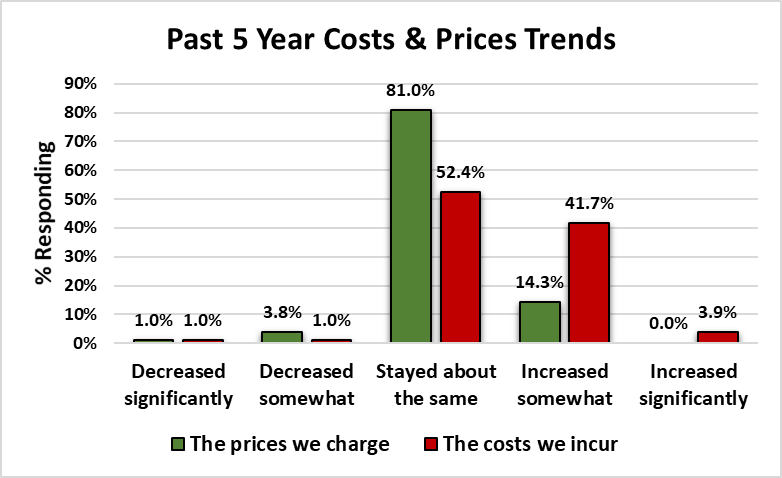 Past 5 Year Costs & Prices Trends
% Responding
90%
80%
70%
60%
50%
40%
30%
20%
10%
0%
1.0% 1.0%
3.8% 1.0%
81.0% 52.4%
14.3% 41.7%
0.0% 3.9%
Decreased
significantly
Decreased
somewhat
Stayed about
the same
Increased
somewhat
Increased
significantly
The prices we charge
The costs we incur